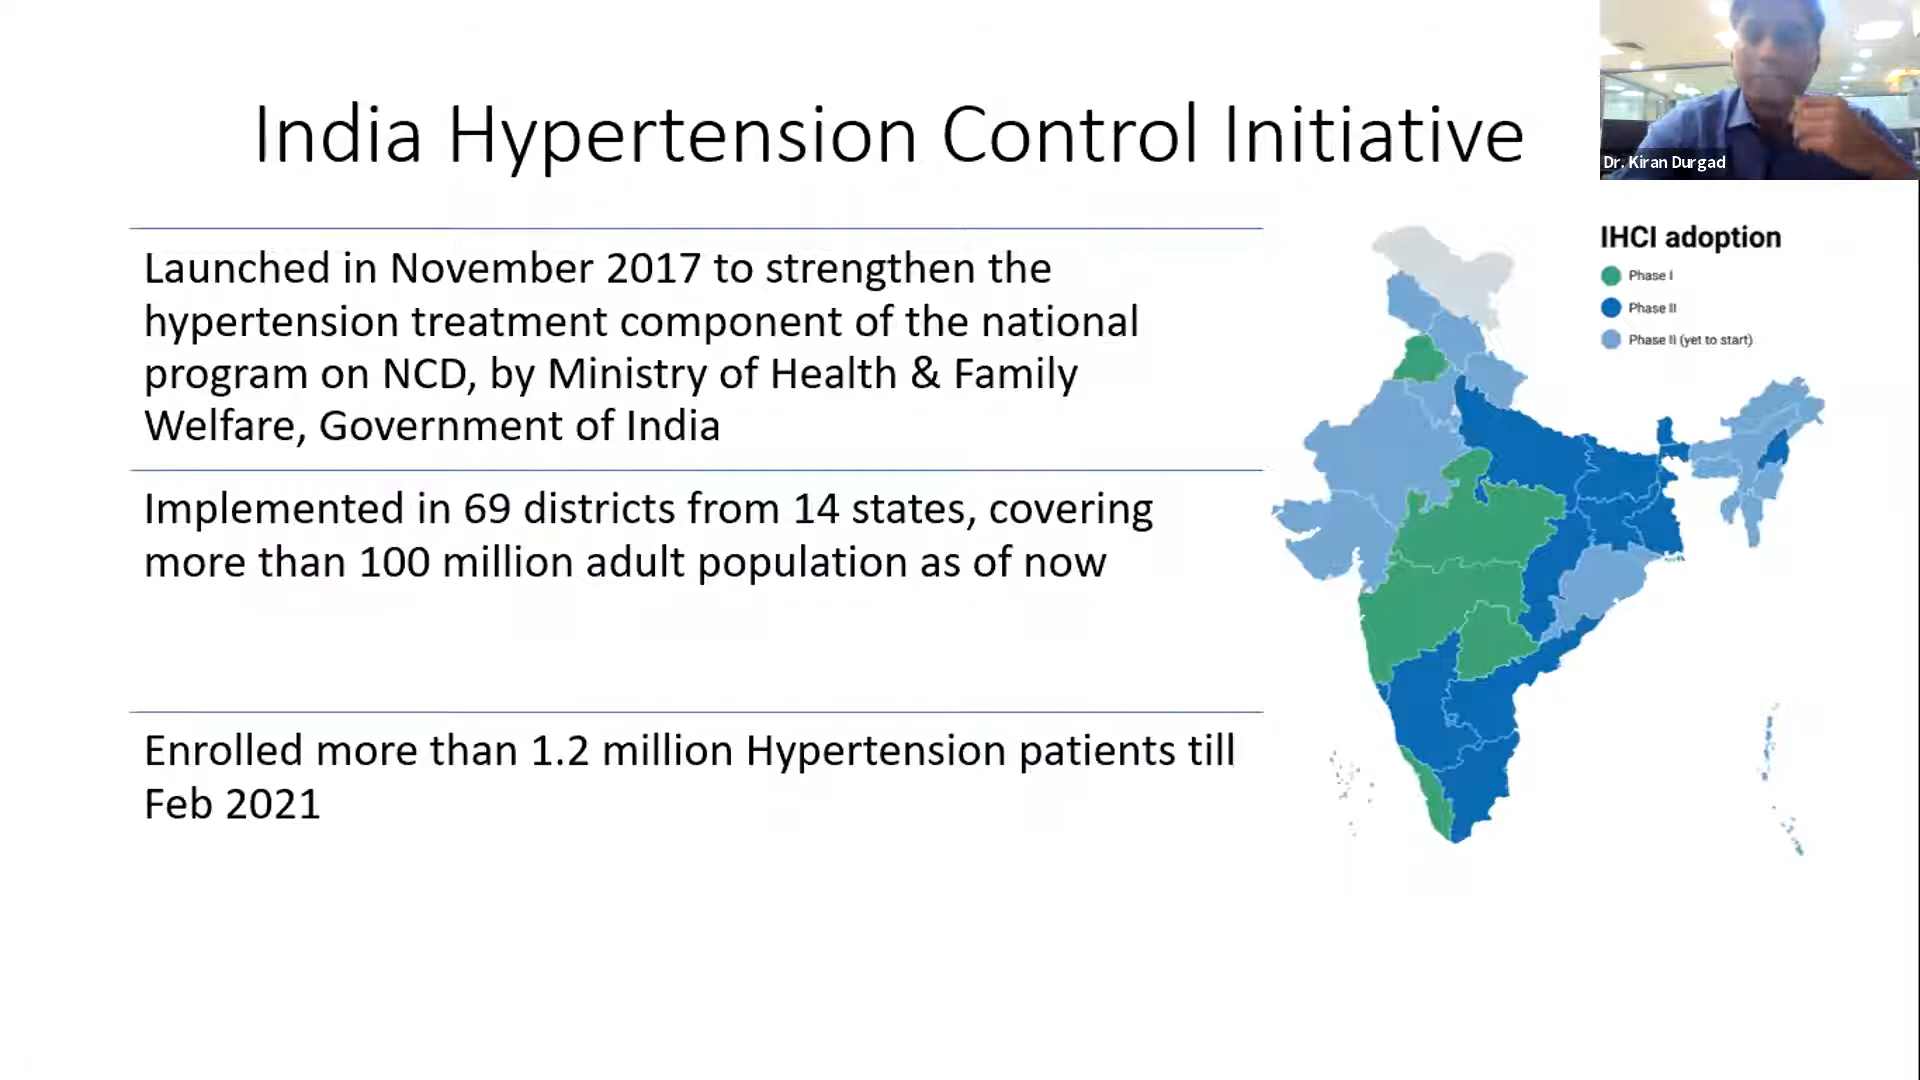 India Hypertension Control Initiative
Dr. Kiran Durgad
Launched in November 2017 to strengthen the
hypertension treatment component of the national
program on NCD, by Ministry of Health & Family
Welfare, Government of India
Implemented in 69 districts from 14 states, covering
more than 100 million adult population as of now
Enrolled more than 1.2 million Hypertension patients till
Feb 2021
IHCI adoption
Phase I
Phase II
Phase II (yet to start)